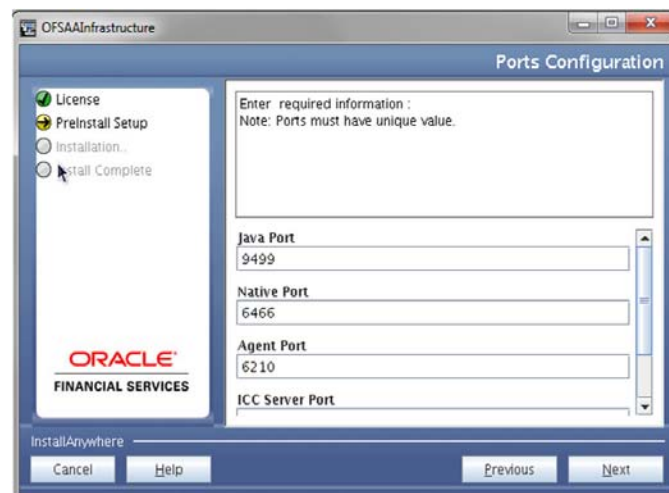 OFSAAInfrastructure
Ports Configuration
License
PreInstall Setup
Installation..
Install Complete
ORACLE
FINANCIAL SERVICES
Enter required information :
Note: Ports must have unique value.
Java Port
9499
Native Port
6466
Agent Port
6210
ICC Server Port
InstallAnywhere
Cancel
Help
Previous
Next